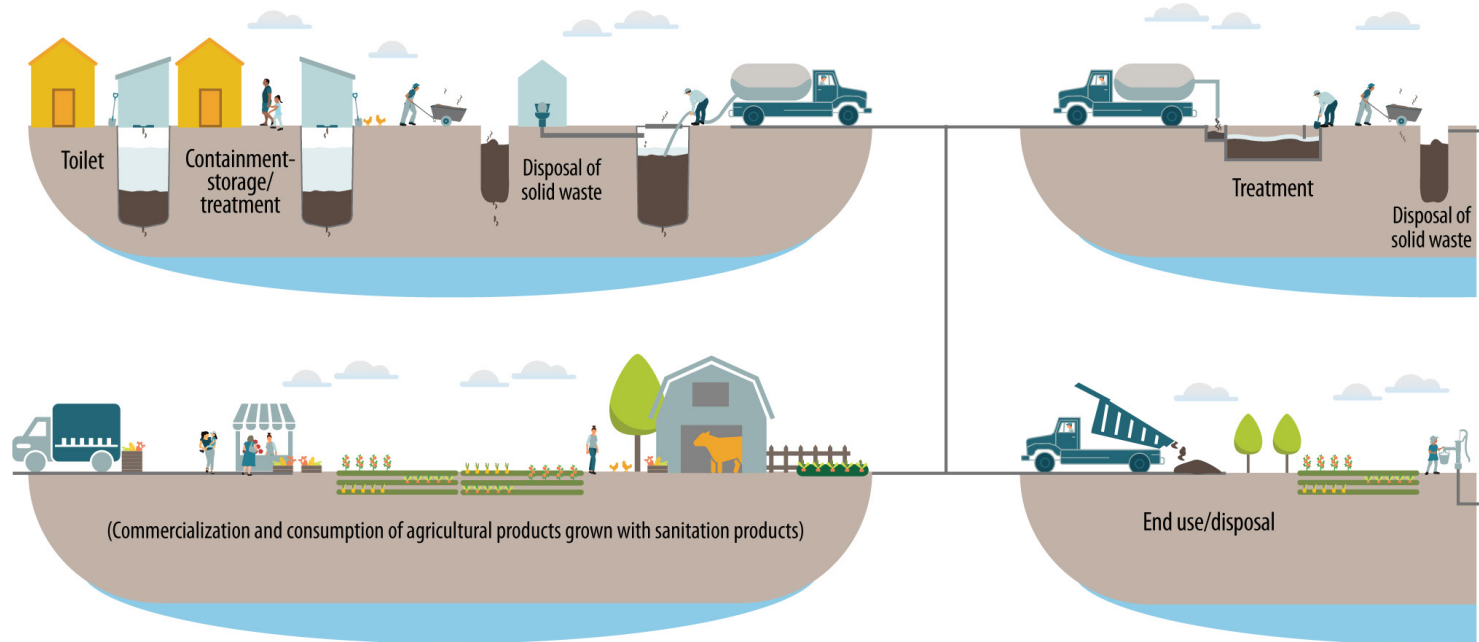 Toilet
Containment-
storage/
treatment
Disposal of
solid waste
Treatment
Disposal of
solid waste
(Commercialization and consumption of agricultural products grown with sanitation products)
End use/disposal